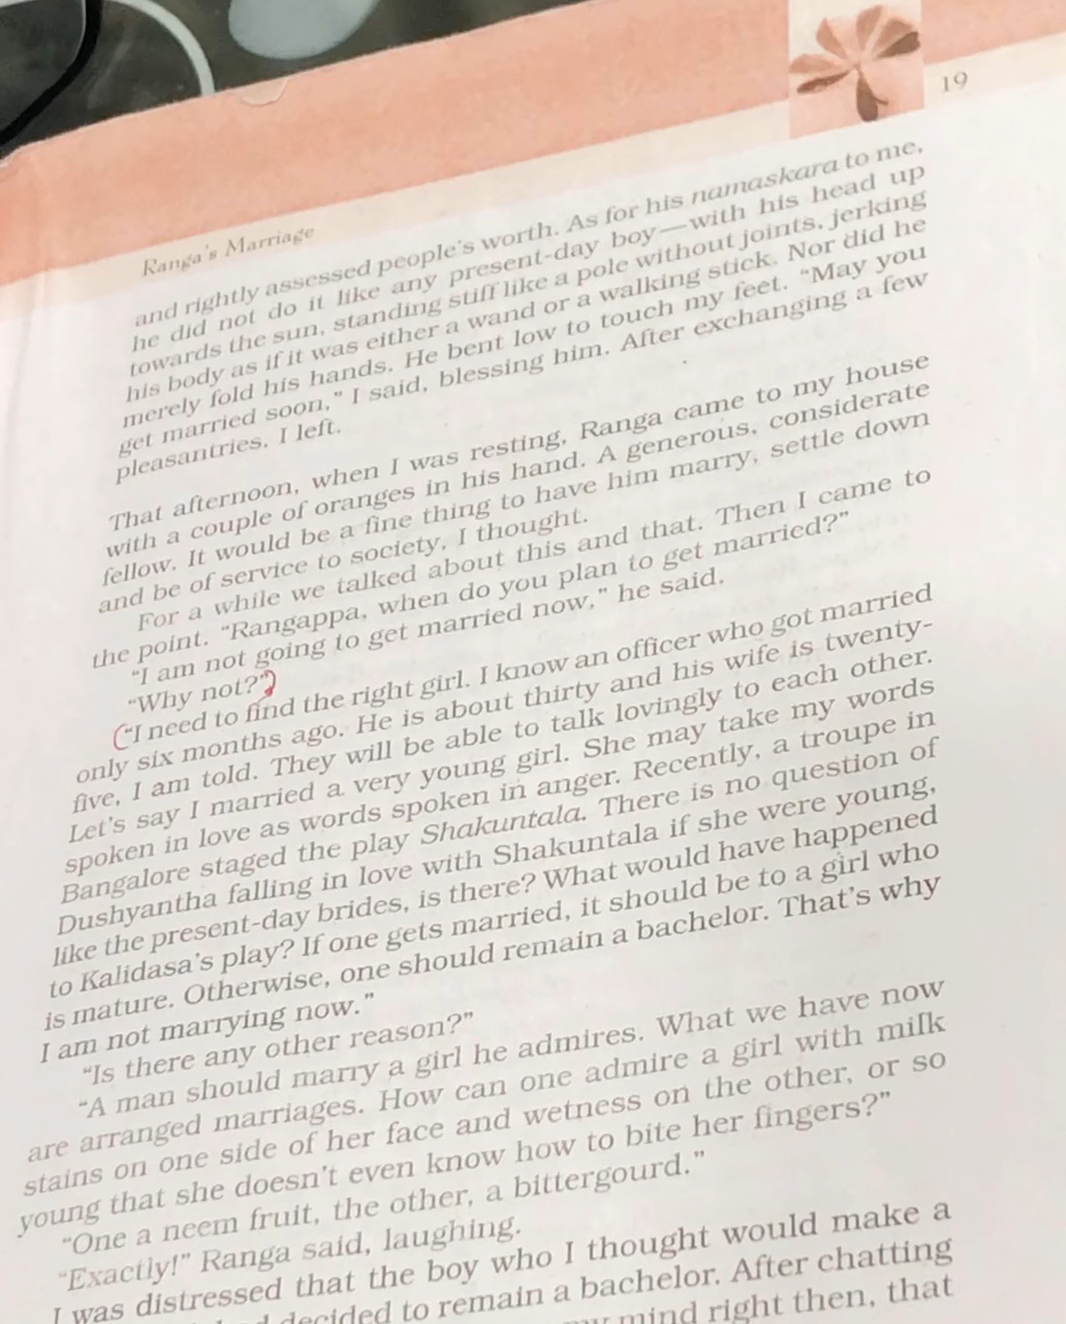 19
Ranga's Marriage
and rightly assessed people's worth. As for his namaskara to me,
he did not do it like any present-day boy—with his head up
towards the sun, standing stiff like a pole without joints, jerking
his body as if it was either a wand or a walking stick. Nor did he
merely fold his hands. He bent low to touch my feet. "May you
get married soon," I said, blessing him. After exchanging a few
pleasantries, I left.
That afternoon, when I was resting, Ranga came to my house
with a couple of oranges in his hand. A generous, considerate
fellow. It would be a fine thing to have him marry, settle down
and be of service to society, I thought.
For a while we talked about this and that. Then I came to
the point. "Rangappa, when do you plan to get married?"
"I am not going to get married now," he said.
"Why not?"
"I need to find the right girl. I know an officer who got married
only six months ago. He is about thirty and his wife is twenty-
five, I am told. They will be able to talk lovingly to each other.
Let's say I married a very young girl. She may take my words
spoken in love as words spoken in anger. Recently, a troupe in
Bangalore staged the play Shakuntala. There is no question of
Dushyantha falling in love with Shakuntala if she were young,
like the present-day brides, is there? What would have happened
to Kalidasa's play? If one gets married, it should be to a girl who
is mature. Otherwise, one should remain a bachelor. That's why
I am not marrying now."
"Is there any other reason?"
"A man should marry a girl he admires. What we have now
are arranged marriages. How can one admire a girl with milk
stains on one side of her face and wetness on the other, or so
young that she doesn't even know how to bite her fingers?"
"One a neem fruit, the other, a bittergourd."
"Exactly!" Ranga said, laughing.
I was distressed that the boy who I thought would make a
decided to remain a bachelor. After chatting
mind right then, that